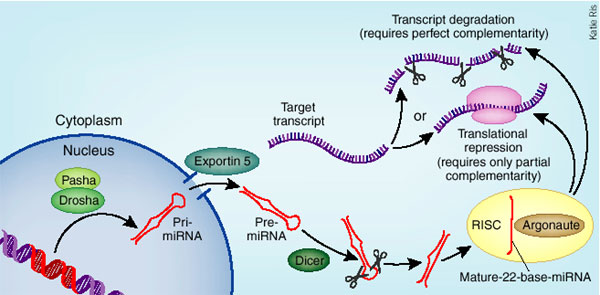 Katie Ris
Transcript degradation
(requires perfect complementarity)
Target
transcript
or
Translational
repression
(requires only partial
complementarity)
Cytoplasm
Nucleus
Exportin 5
Pasha
Drosha
Pri-
miRNA
Pre-
miRNA
Dicer
RISC
Argonaute
Mature-22-base-miRNA